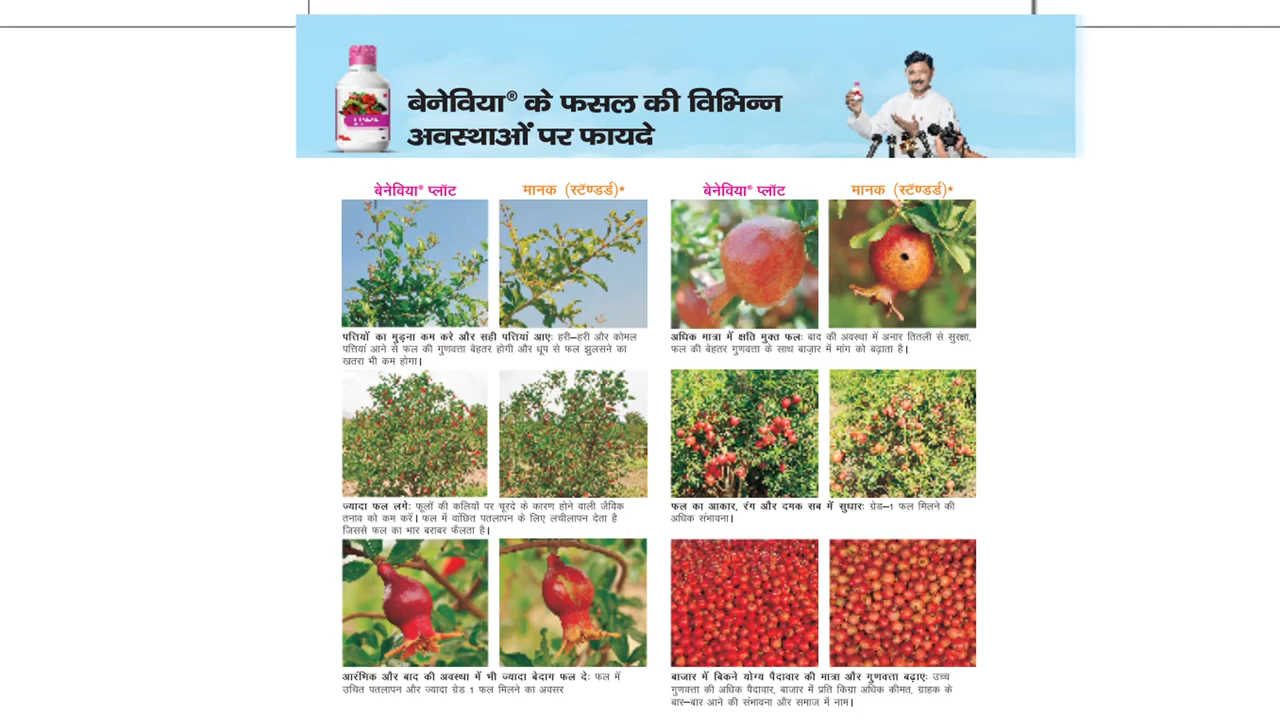 बेनेविया® के फसल की विभिन्न
अवस्थाओं पर फायदे
बेनेविया® प्लॉट
मानक (स्टॅण्डर्ड)*
पत्तियों का मुड़ना कम करे और सही पत्तियां आएः हरी–हरी और कोमल
पत्तियां आने से फल की गुणवत्ता बेहतर होगी और धूप से फल झुलसने का
खतरा भी कम होगा।
ज्यादा फल लगेः फूलों की कलियों पर चूरदे के कारण होने वाली जैविक
तनाव को कम करें। फल में वांछित पतलापन के लिए लचीलापन देता है
जिससे फल का भार बराबर फैलता है।
आरंभिक और बाद की अवस्था में भी ज्यादा बेदाग फल देः फल में
उचित पतलापन और ज्यादा ग्रेड 1 फल मिलने का अवसर
बेनेविया® प्लॉट
मानक (स्टॅण्डर्ड)*
अधिक मात्रा में क्षति मुक्त फलः बाद की अवस्था में अनार तितली से सुरक्षा,
फल की बेहतर गुणवत्ता के साथ बाज़ार में मांग को बढ़ाता है।
फल का आकार, रंग और दमक सब में सुधारः ग्रेड–1 फल मिलने की
अधिक संभावना।
बाजार में बिकने योग्य पैदावार की मात्रा और गुणवत्ता बढ़ाएः उच्च
गुणवत्ता की अधिक पैदावार, बाजार में प्रति किग्रा अधिक कीमत, ग्राहक के
बार–बार आने की संभावना और समाज में नाम।